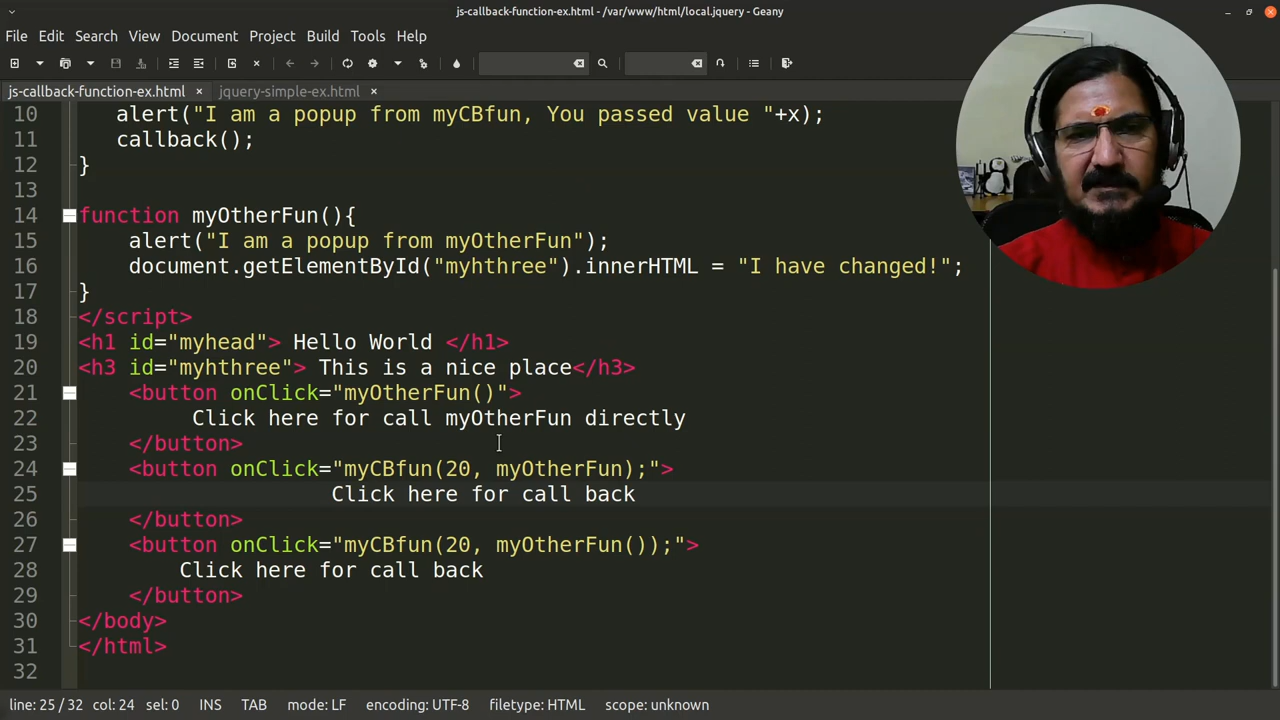 js-callback-function-ex.html - /var/www/html/local.jquery - Geany
File Edit Search View Document Project Build Tools Help
js-callback-function-ex.html × jquery-simple-ex.html ×
10 alert("I am a popup from myCBfun, You passed value "+x);
11 callback();
12 }
13
14 function myOtherFun(){
15 alert("I am a popup from myOtherFun");
16 document.getElementById("myhthree").innerHTML = "I have changed!";
17 }
18 </script>
19 <h1 id="myhead"> Hello World </h1>
20 <h3 id="myhthree"> This is a nice place</h3>
21 <button onClick="myOtherFun()">
22 Click here for call myOtherFun directly
23 </button>
24 <button onClick="myCBfun(20, myOtherFun);">
25 Click here for call back
26 </button>
27 <button onClick="myCBfun(20, myOtherFun());">
28 Click here for call back
29 </button>
30 </body>
31 </html>
32
line: 25 / 32 col: 24 sel: 0 INS TAB mode: LF encoding: UTF-8 filetype: HTML scope: unknown